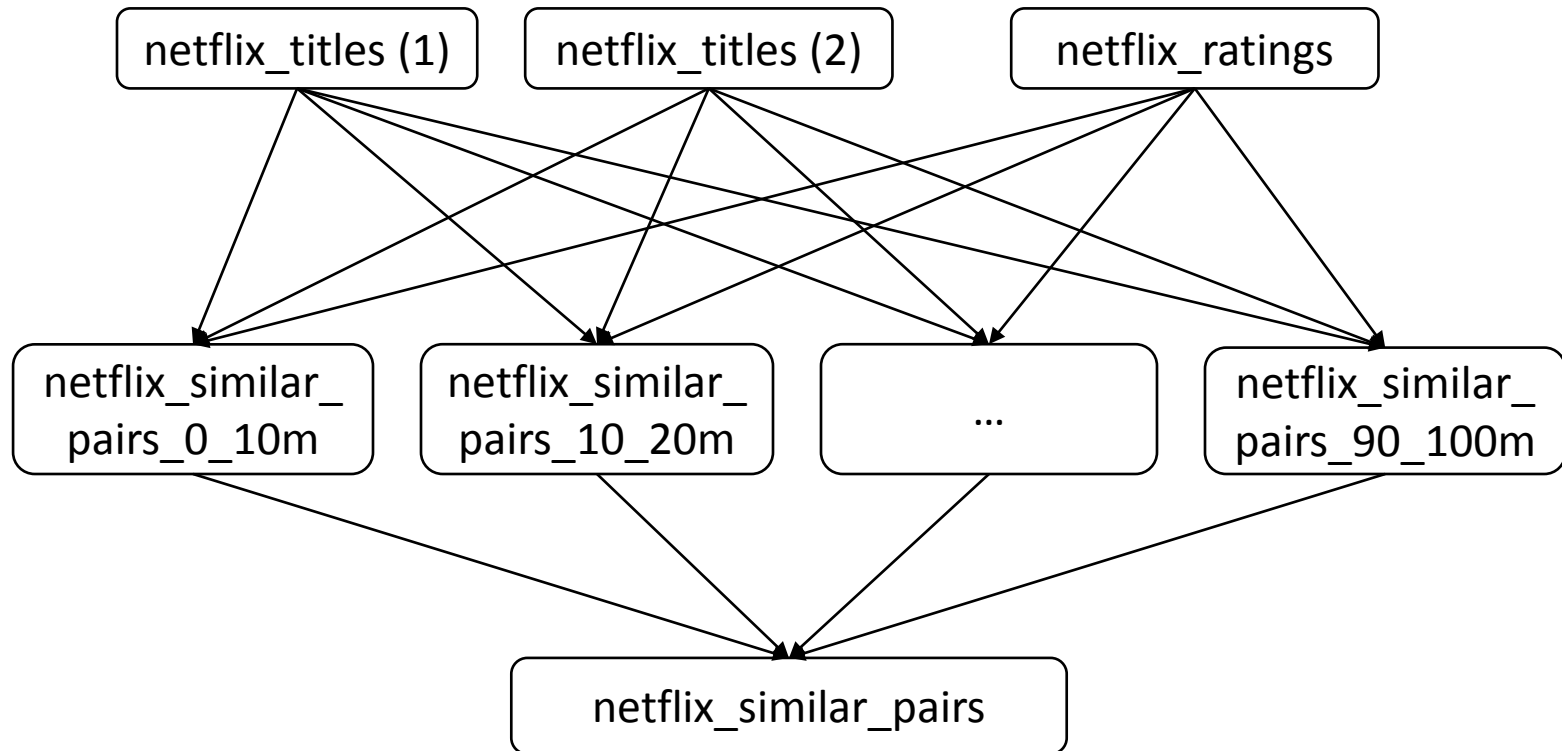 netflix_titles (1)
netflix_titles (2)
netflix_ratings
netflix_similar_
pairs_0_10m
netflix_similar_
pairs_10_20m
...
netflix_similar_
pairs_90_100m
netflix_similar_pairs